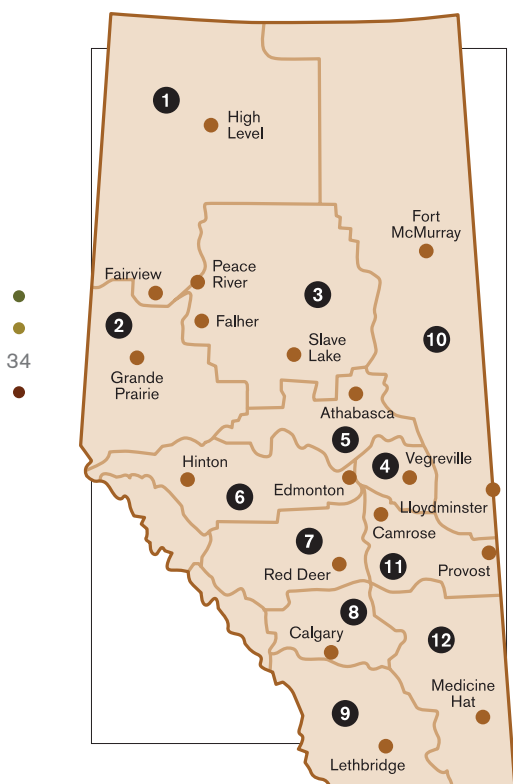 1
High
Level
Fort
McMurray
Fairview
Peace
River
3
2
Falher
10
34
Slave
Lake
Grande
Prairie
Athabasca
5
4
Vegreville
Hinton
Edmonton
6
Lloydminster
Camrose
7
Red Deer
11
Provost
8
Calgary
12
Medicine
Hat
9
Lethbridge